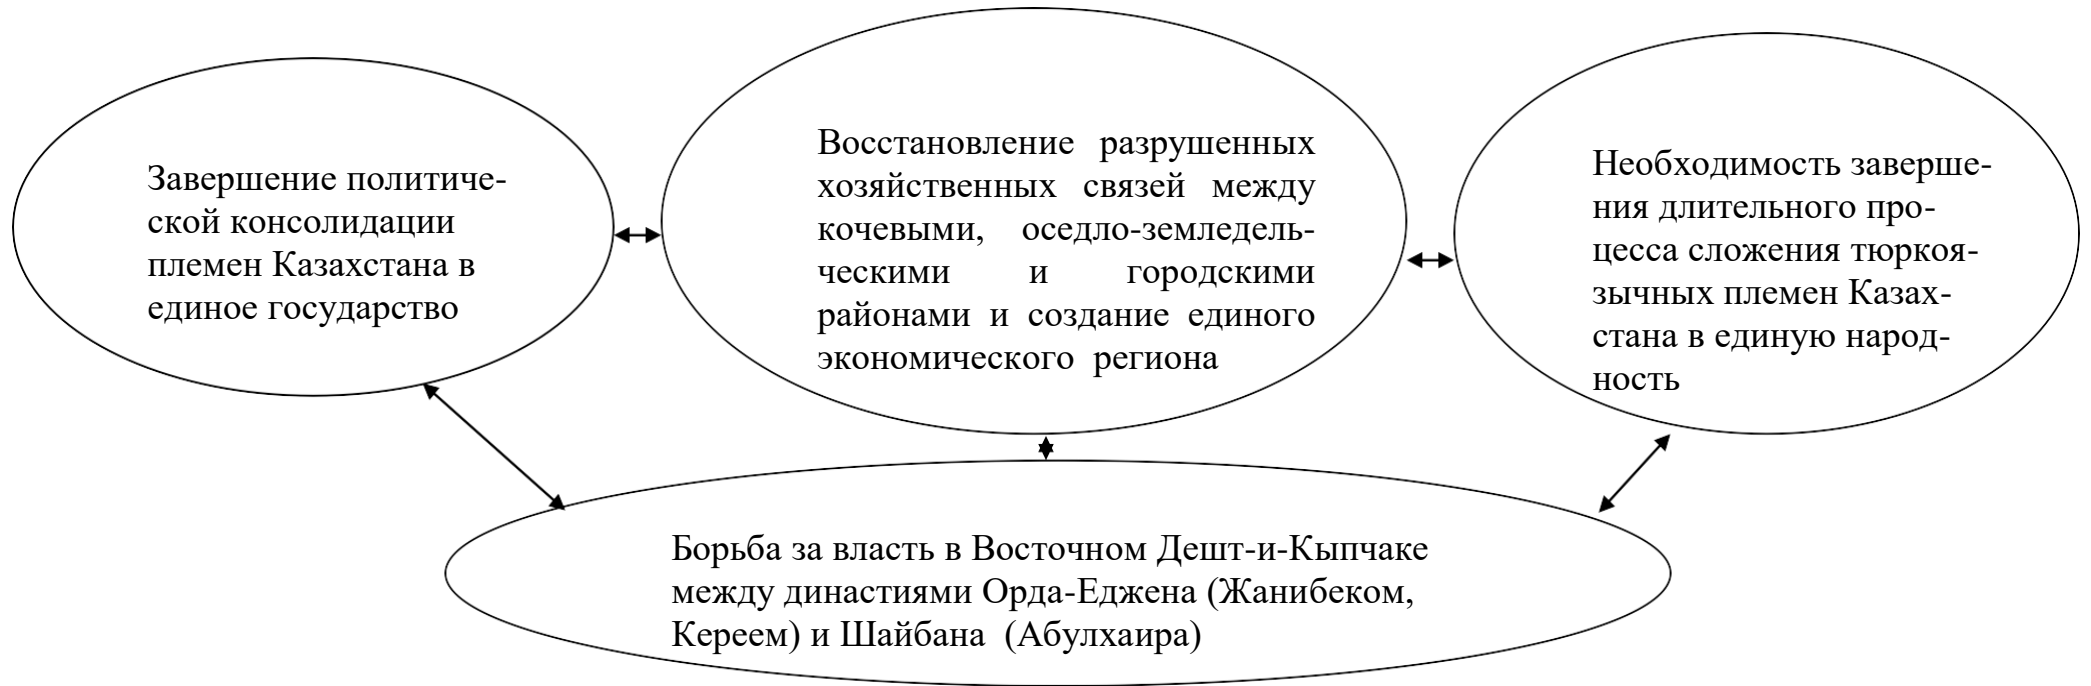 Завершение политиче-
ской консолидации
племен Казахстана в
единое государство
Восстановление разрушенных
хозяйственных связей между
кочевыми, оседло-земледель-
ческими и городскими
районами и создание единого
экономического региона
Необходимость заверше-
ния длительного про-
цесса сложения тюркоя-
зычных племен Казах-
стана в единую народ-
ность
Борьба за власть в Восточном Дешт-и-Кыпчаке
между династиями Орда-Еджена (Жанибеком,
Кереем) и Шайбана (Абулхаира)